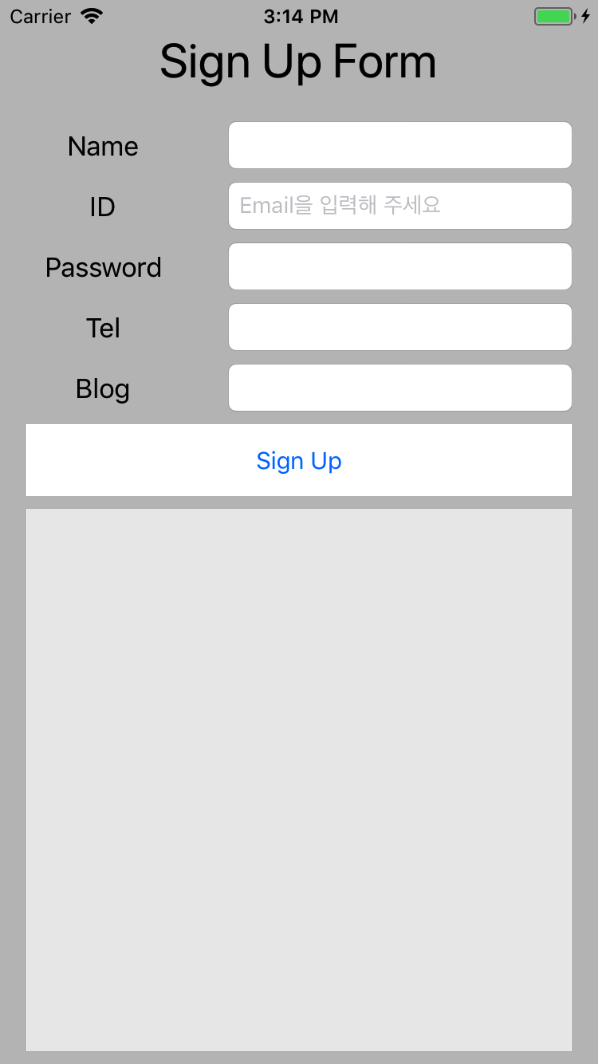 Carrier 3:14 PM
Sign Up Form
Name
ID Email을 입력해 주세요
Password
Tel
Blog
Sign Up